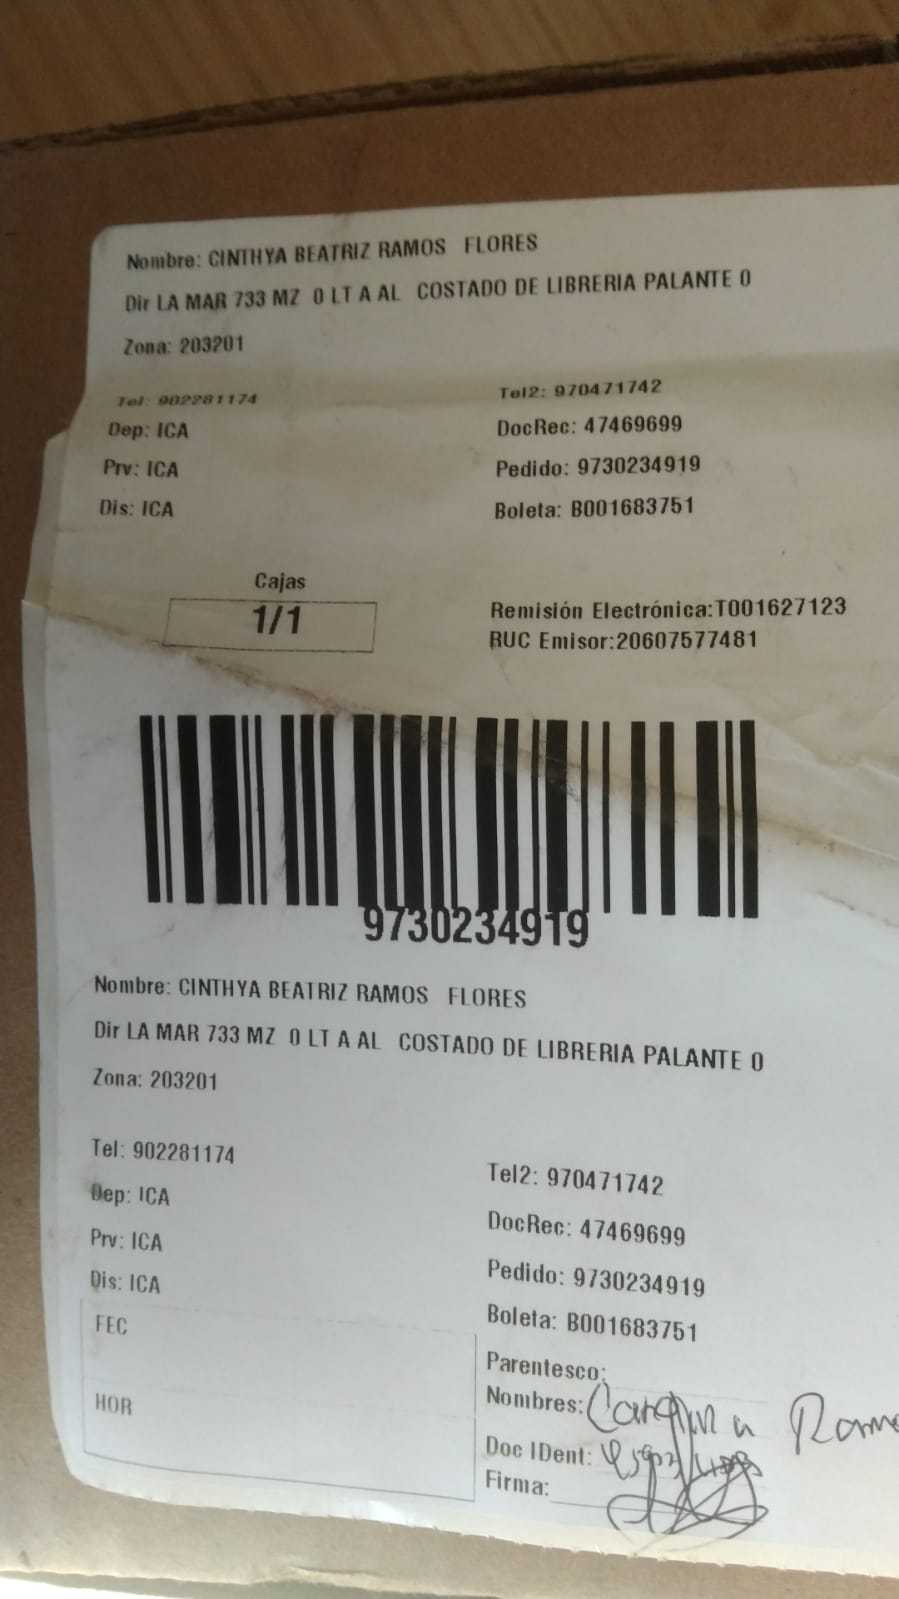 Nombre: CINTHYA BEATRIZ RAMOS FLORES
Dir LA MAR 733 MZ 0 LT A AL COSTADO DE LIBRERIA PALANTE 0
Zona: 203201
Tel: 902281174 Tel2: 970471742
Dep: ICA DocRec: 47469699
Prv: ICA Pedido: 9730234919
Dis: ICA Boleta: B001683751
Cajas
1/1
Remisión Electrónica:T001627123
RUC Emisor:20607577481
9730234919
Nombre: CINTHYA BEATRIZ RAMOS FLORES
Dir LA MAR 733 MZ 0 LT A AL COSTADO DE LIBRERIA PALANTE 0
Zona: 203201
Tel: 902281174 Tel2: 970471742
Dep: ICA DocRec: 47469699
Prv: ICA Pedido: 9730234919
Dis: ICA Boleta: B001683751
FEC
HOR
Parentesco:
Nombres:
Doc IDent:
Firma: